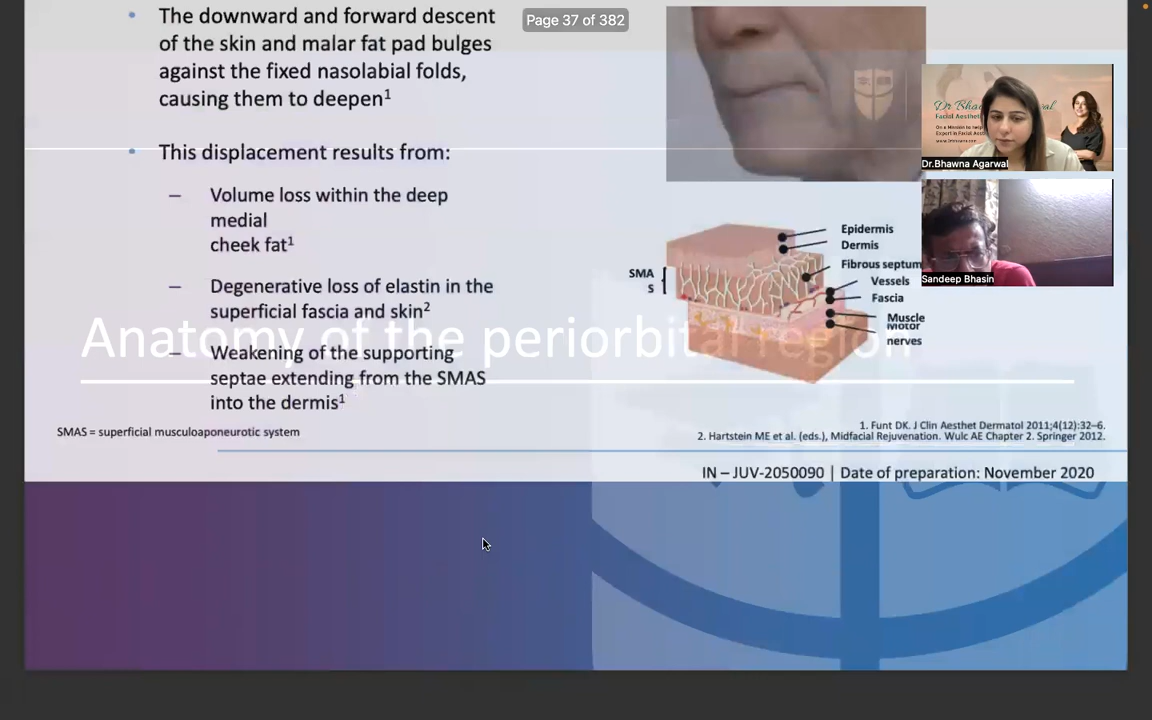 Page 37 of 382
• The downward and forward descent
of the skin and malar fat pad bulges
against the fixed nasolabial folds,
causing them to deepen1
• This displacement results from:
– Volume loss within the deep
medial
cheek fat1
– Degenerative loss of elastin in the
superficial fascia and skin2
– Weakening of the supporting
septae extending from the SMAS
into the dermis1
Anatomy of the periorbital region
SMA
S
Epidermis
Dermis
Fibrous septum
Vessels
Fascia
Muscle
Motor
nerves
SMAS = superficial musculoaponeurotic system
1. Funt DK. J Clin Aesthet Dermatol 2011;4(12):32–6.
2. Hartstein ME et al. (eds.), Midfacial Rejuvenation. Wulc AE Chapter 2. Springer 2012.
IN – JUV-2050090 | Date of preparation: November 2020
Facial Aesthe
Dr.Bhawna Agarwal
Sandeep Bhasin